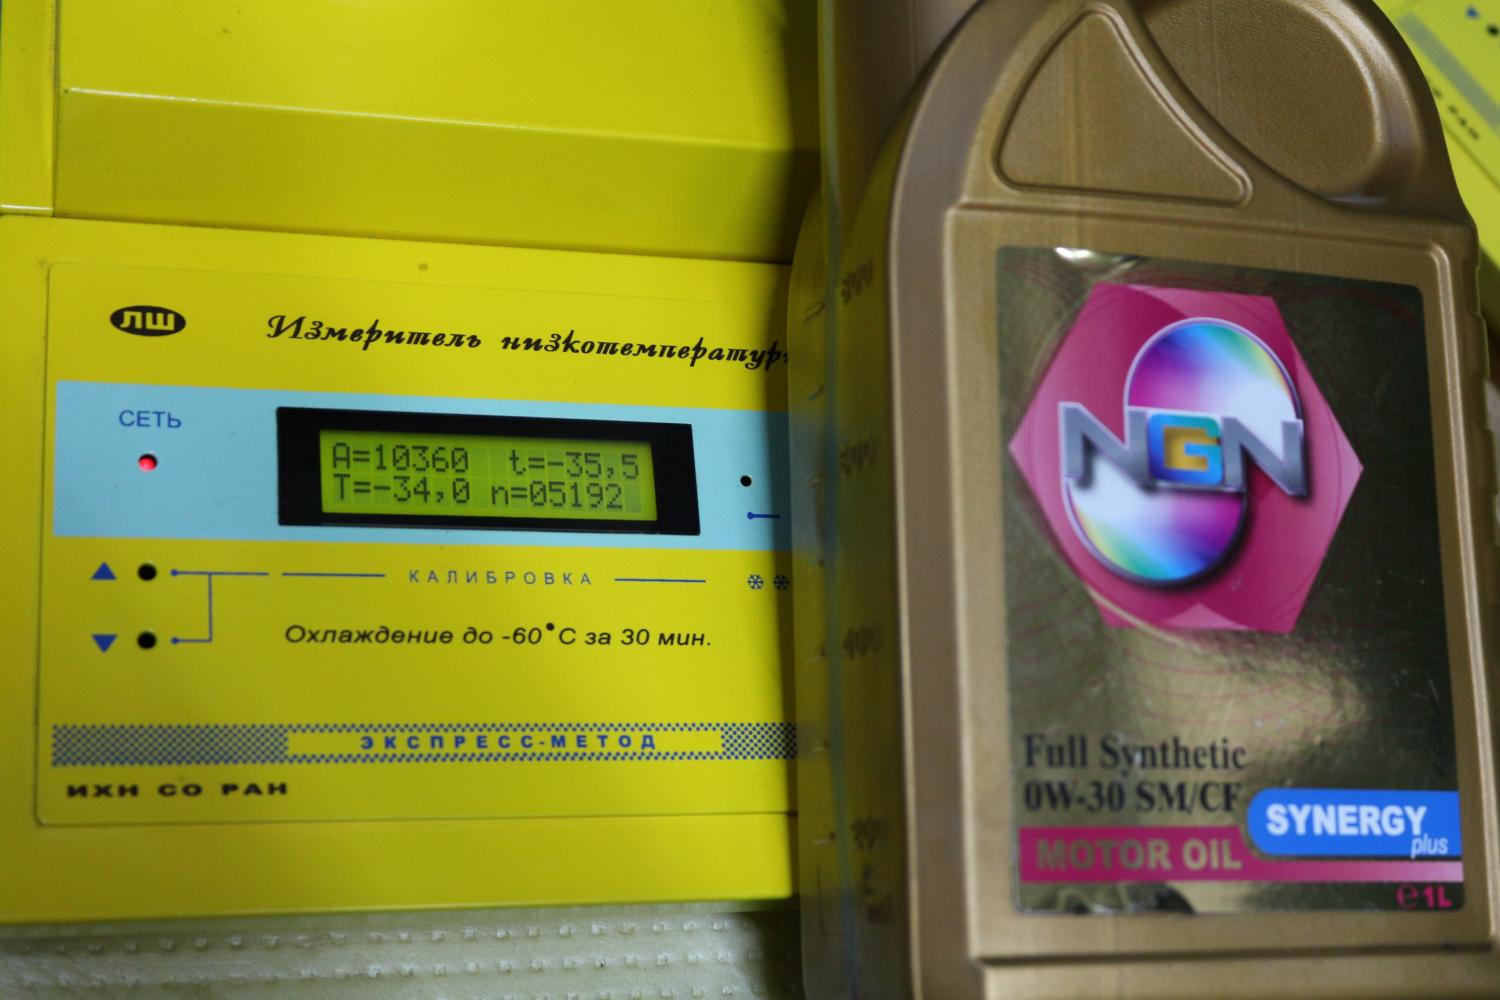 ЛШ
Измеритель низкотемператур
СЕТЬ
A=10360 t=-35,5
T=-34,0 n=05192
КАЛИБРОВКА
Охлаждение до -60°С за 30 мин.
ЭКСПРЕСС-МЕТОД
ИХН СО РАН
NGN
Full Synthetic
0W-30 SM/CF
SYNERGY
plus
MOTOR OIL
℮1L
РАН